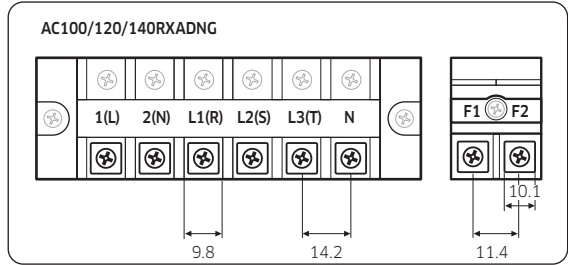 AC100/120/140RXADNG
1(L) 2(N) L1(R) L2(S) L3(T) N
F1 F2
10.1
9.8 14.2 11.4